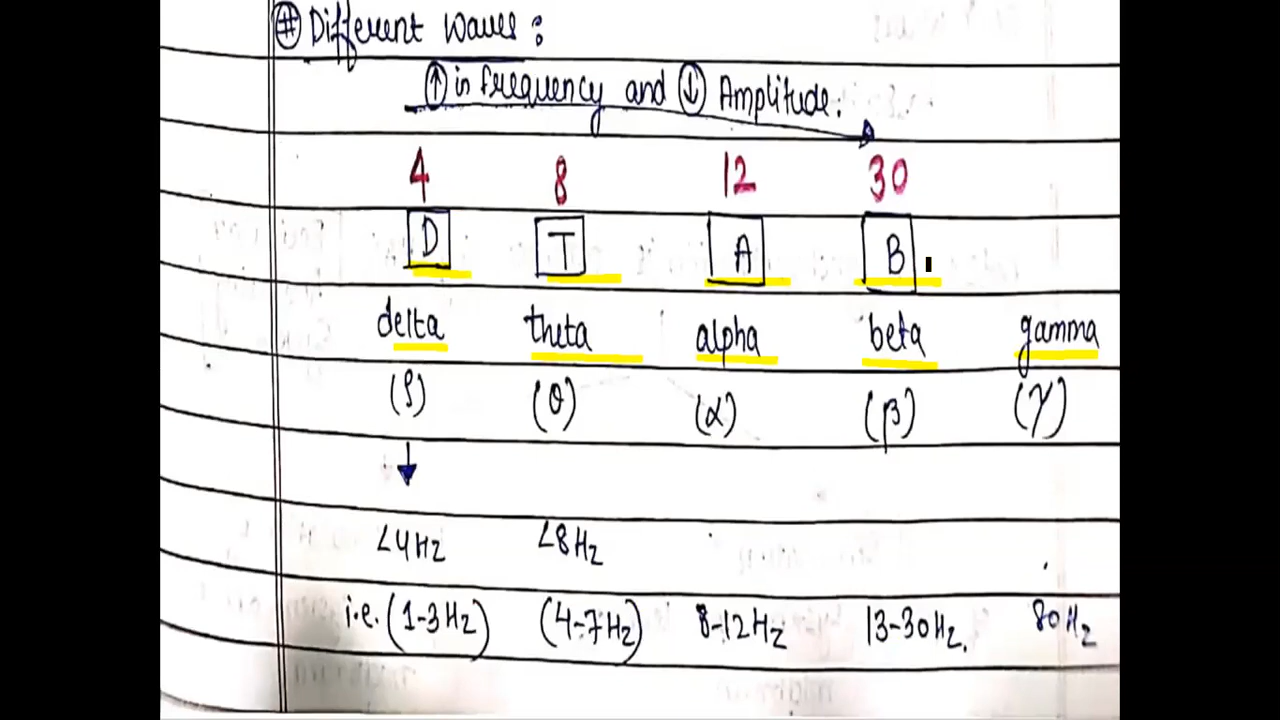 # Different Waves:
↑ in frequency and ↓ Amplitude.
4 8 12 30
D T A B
delta theta alpha beta gamma
(δ) (θ) (α) (β) (γ)
↓
<4Hz <8Hz
i.e. (1-3Hz) (4-7Hz) 8-12Hz 13-30Hz. 80Hz